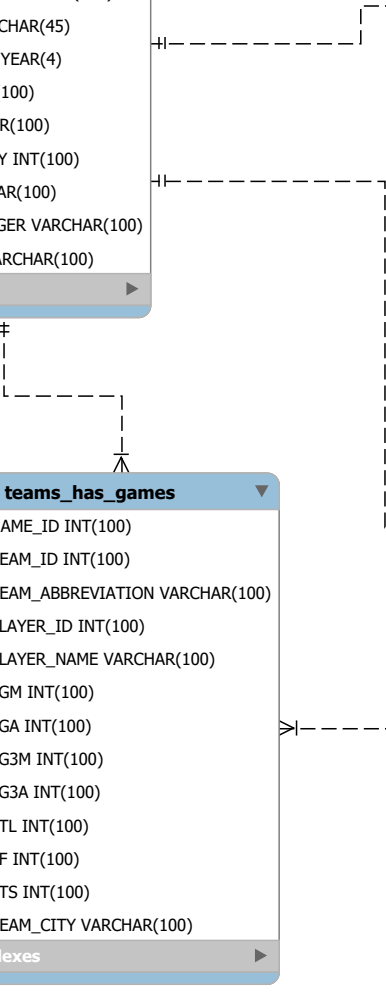 CHAR(45)
YEAR(4)
100)
R(100)
Y INT(100)
AR(100)
GER VARCHAR(100)
ARCHAR(100)
teams_has_games
AME_ID INT(100)
EAM_ID INT(100)
EAM_ABBREVIATION VARCHAR(100)
LAYER_ID INT(100)
LAYER_NAME VARCHAR(100)
GM INT(100)
GA INT(100)
G3M INT(100)
G3A INT(100)
TL INT(100)
F INT(100)
TS INT(100)
EAM_CITY VARCHAR(100)
lexes